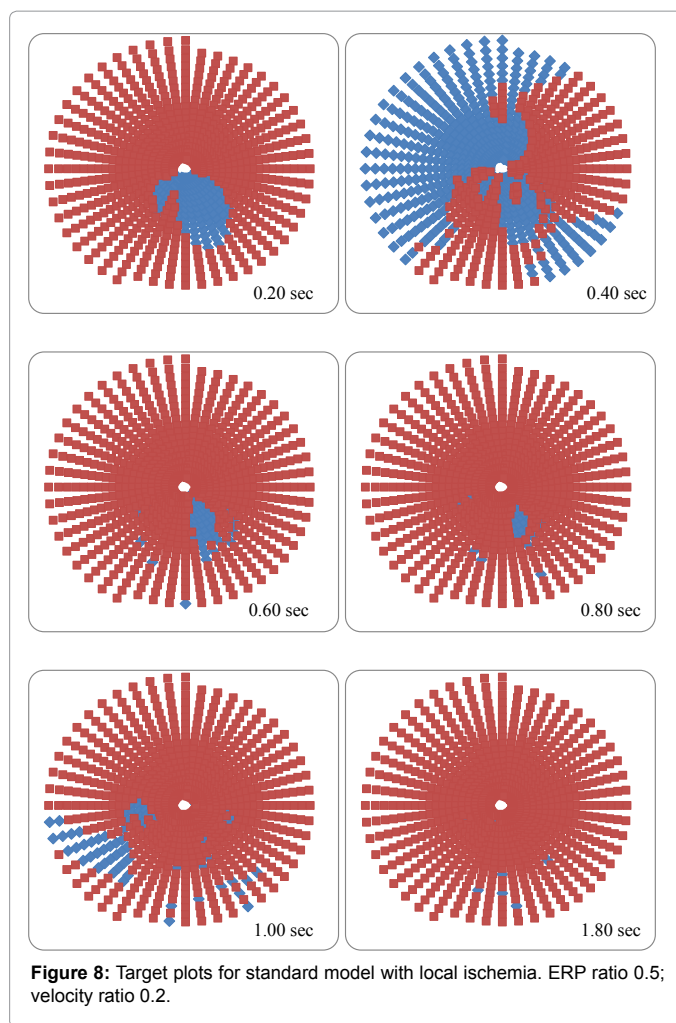 0.20 sec
0.40 sec
0.60 sec
0.80 sec
1.00 sec
1.80 sec
Figure 8: Target plots for standard model with local ischemia. ERP ratio 0.5;
velocity ratio 0.2.